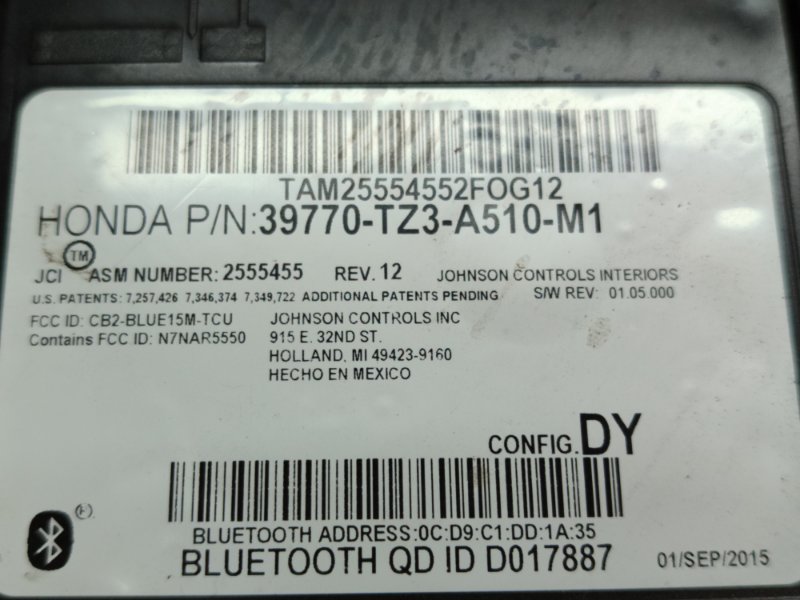 TAM25554552FOG12
HONDA P/N:39770-TZ3-A510-M1
JCI TM ASM NUMBER: 2555455 REV. 12 JOHNSON CONTROLS INTERIORS
U.S. PATENTS: 7,257,426 7,346,374 7,349,722 ADDITIONAL PATENTS PENDING S/W REV: 01.05.000
FCC ID: CB2-BLUE15M-TCU JOHNSON CONTROLS INC
Contains FCC ID: N7NAR5550 915 E. 32ND ST.
HOLLAND, MI 49423-9160
HECHO EN MEXICO
CONFIG. DY
BLUETOOTH ADDRESS:0C:D9:C1:DD:1A:35
BLUETOOTH QD ID D017887 01/SEP/2015